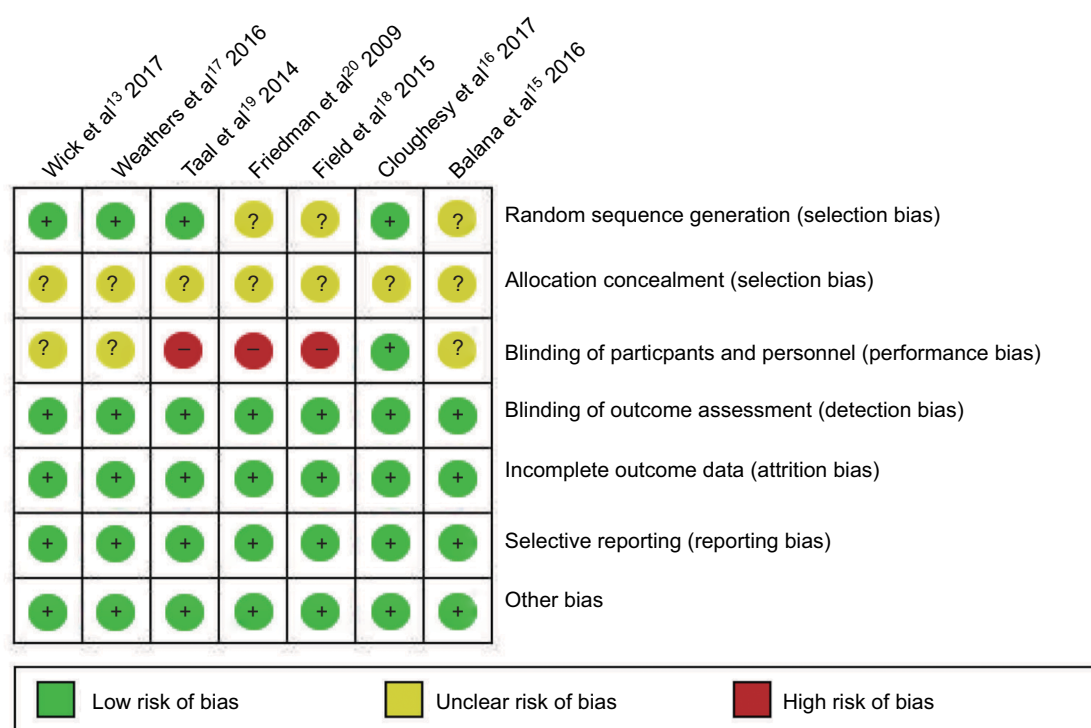 Wick et al13 2017
Weathers et al17 2016
Taal et al19 2014
Friedman et al20 2009
Field et al18 2015
Cloughesy et al16 2017
Balana et al15 2016
+ + + ? ? + ? Random sequence generation (selection bias)
? ? ? ? ? ? ? Allocation concealment (selection bias)
? ? − − − + ? Blinding of particpants and personnel (performance bias)
+ + + + + + + Blinding of outcome assessment (detection bias)
+ + + + + + + Incomplete outcome data (attrition bias)
+ + + + + + + Selective reporting (reporting bias)
+ + + + + + + Other bias
Low risk of bias Unclear risk of bias High risk of bias